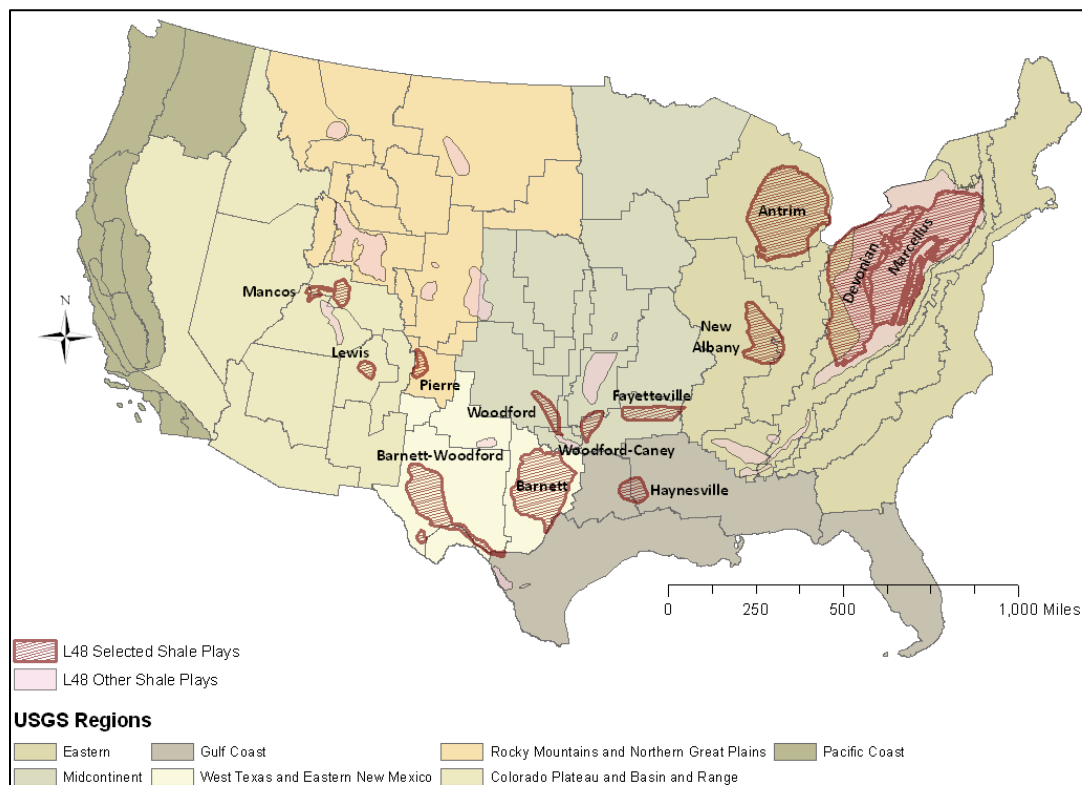 Antrim
Devonian
Marcellus
Mancos
N
New
Albany
Lewis
Pierre
Fayetteville
Woodford
Woodford-Caney
Barnett-Woodford
Barnett
Haynesville
0 250 500 1,000 Miles
L48 Selected Shale Plays
L48 Other Shale Plays
USGS Regions
Eastern Gulf Coast Rocky Mountains and Northern Great Plains Pacific Coast
Midcontinent West Texas and Eastern New Mexico Colorado Plateau and Basin and Range